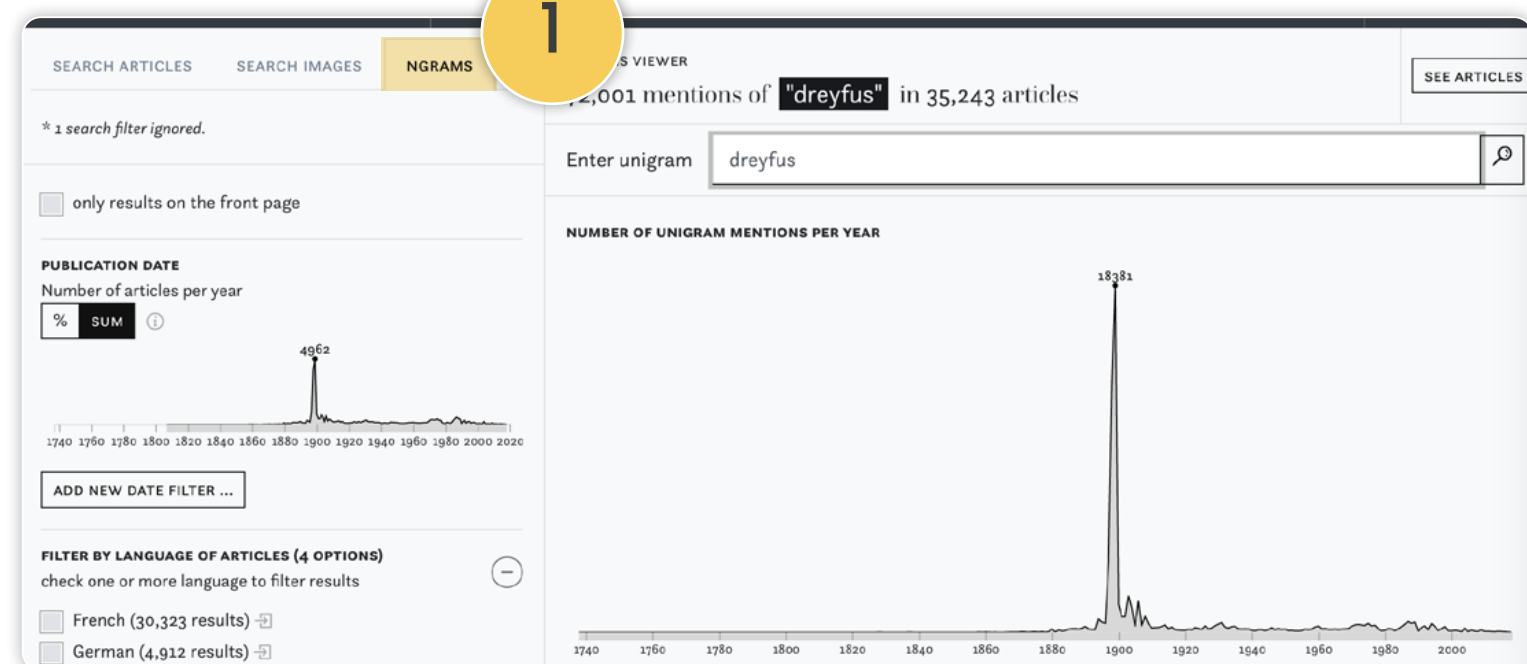 1
SEARCH ARTICLES SEARCH IMAGES NGRAMS
* 1 search filter ignored.
only results on the front page
PUBLICATION DATE
Number of articles per year
% SUM
4962
1740 1760 1780 1800 1820 1840 1860 1880 1900 1920 1940 1960 1980 2000 2020
ADD NEW DATE FILTER ...
FILTER BY LANGUAGE OF ARTICLES (4 OPTIONS)
check one or more language to filter results
French (30,323 results)
German (4,912 results)
VIEWER
mentions of "dreyfus" in 35,243 articles
SEE ARTICLES
Enter unigram dreyfus
NUMBER OF UNIGRAM MENTIONS PER YEAR
18381
1740 1760 1780 1800 1820 1840 1860 1880 1900 1920 1940 1960 1980 2000